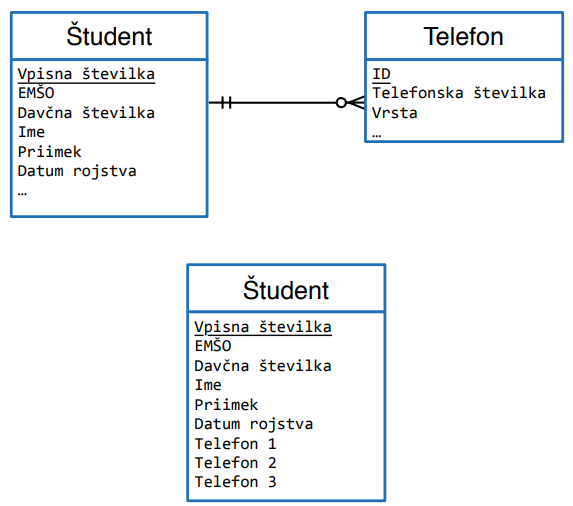 Študent
Vpisna številka
EMŠO
Davčna številka
Ime
Priimek
Datum rojstva
…
Telefon
ID
Telefonska številka
Vrsta
…
Študent
Vpisna številka
EMŠO
Davčna številka
Ime
Priimek
Datum rojstva
Telefon 1
Telefon 2
Telefon 3